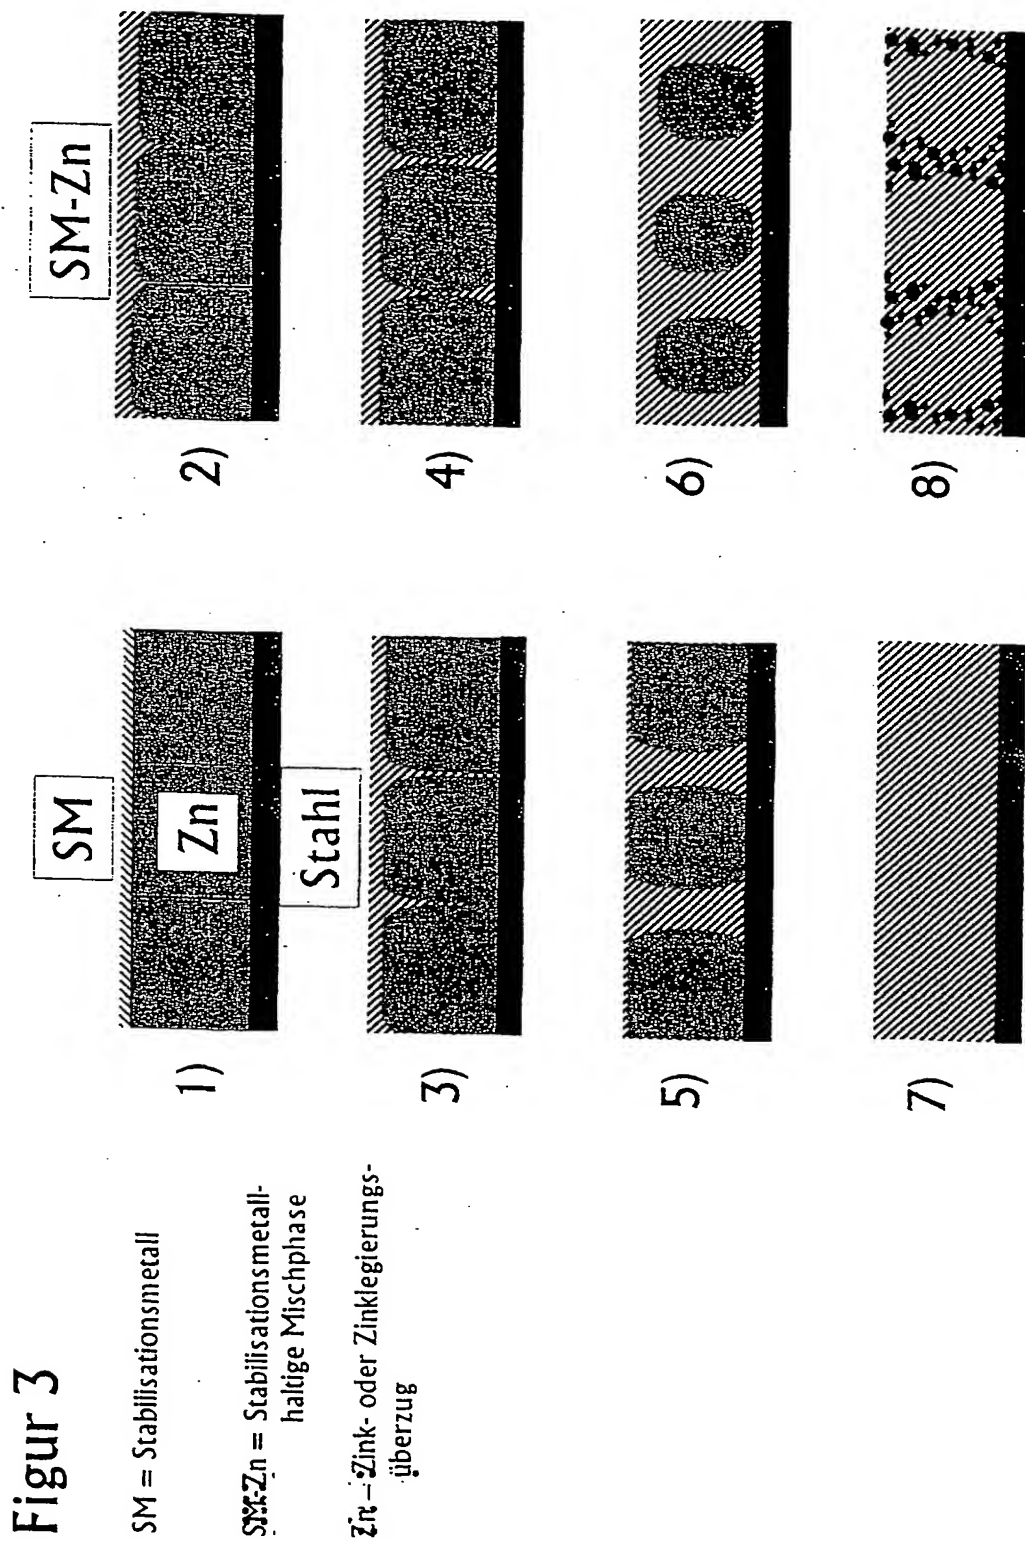 Figur 3
SM = Stabilisationsmetall
SM-Zn = Stabilisationsmetall-
haltige Mischphase
Zn = Zink- oder Zinklegierungs-
überzug
SM
SM-Zn
Zn
1)
2)
Stahl
3)
4)
5)
6)
7)
8)